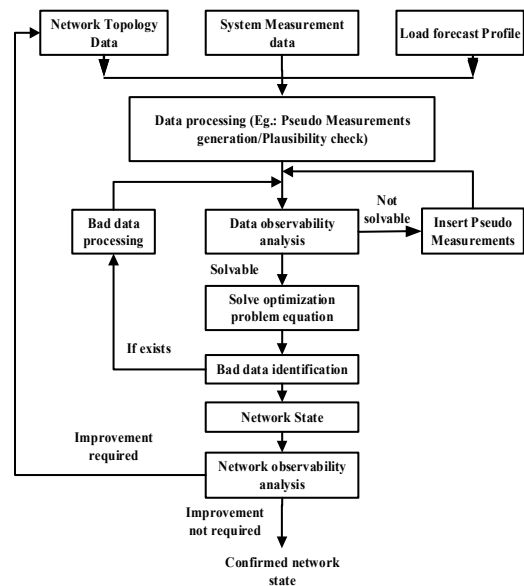 Network Topology
Data
System Measurement
data
Load forecast Profile
Data processing (Eg.: Pseudo Measurements
generation/Plausibility check)
Bad data
processing
Data observability
analysis
Not
solvable
Insert Pseudo
Measurements
Solvable
Solve optimization
problem equation
If exists
Bad data identification
Network State
Improvement
required
Network observability
analysis
Improvement
not required
Confirmed network
state